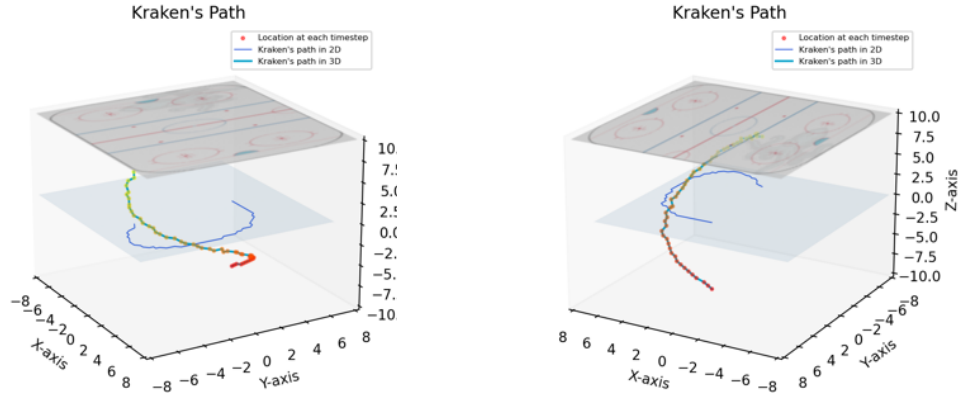 Kraken's Path
Location at each timestep
Kraken's path in 2D
Kraken's path in 3D
10.
7.5
5.0
2.5
0.0
−2.5
−5.
−7.
−10.
−8
−6
−4
−2
0
2
4
6
8
X-axis
−8 −6 −4 −2 0 2 4 6 8
Y-axis
Kraken's Path
Location at each timestep
Kraken's path in 2D
Kraken's path in 3D
10.0
7.5
5.0
2.5
0.0
−2.5
−5.0
−7.5
−10.0
Z-axis
8 6 4 2 0 −2 −4 −6 −8
X-axis
8 6 4 2 0 −2 −4 −6 −8
Y-axis